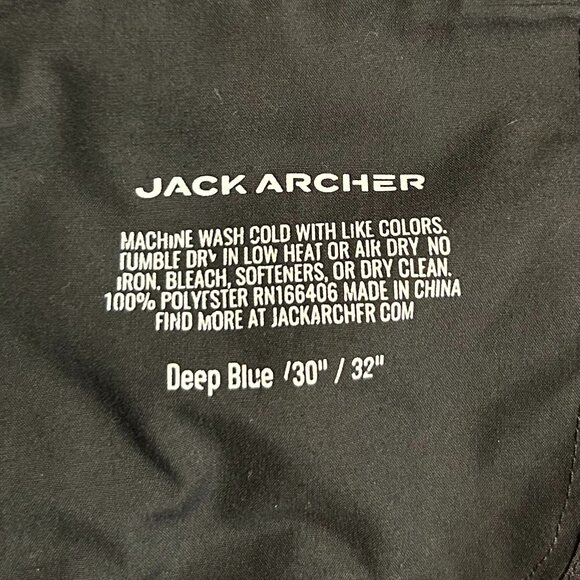 JACK ARCHER
MACHINE WASH COLD WITH LIKE COLORS.
TUMBLE DRY IN LOW HEAT OR AIR DRY NO
IRON, BLEACH, SOFTENERS, OR DRY CLEAN.
100% POLYESTER RN166406 MADE IN CHINA
FIND MORE AT JACKARCHER COM
Deep Blue /30" / 32"